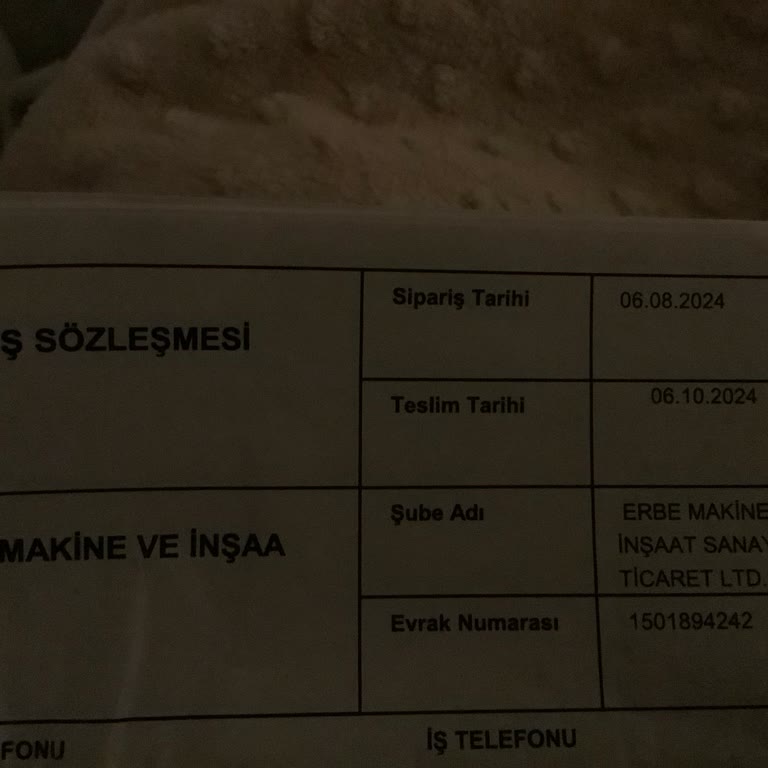 Ş SÖZLEŞMESİ
Sipariş Tarihi
06.08.2024
Teslim Tarihi
06.10.2024
MAKİNE VE İNŞAA
Şube Adı
ERBE MAKİNE
İNŞAAT SANAY
TİCARET LTD.
Evrak Numarası
1501894242
FONU
İŞ TELEFONU